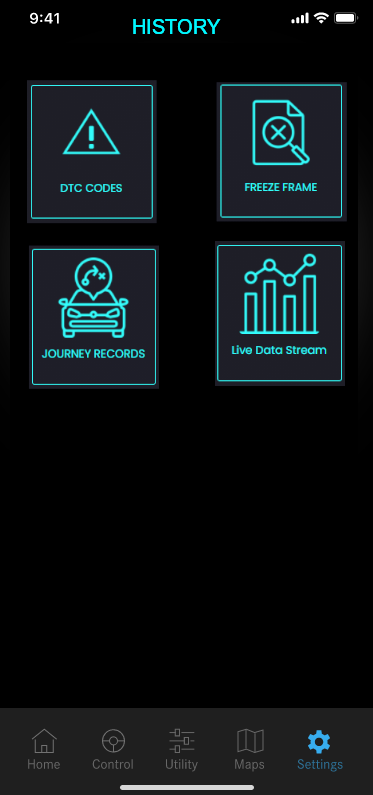 9:41
HISTORY
DTC CODES
FREEZE FRAME
JOURNEY RECORDS
Live Data Stream
Home
Control
Utility
Maps
Settings